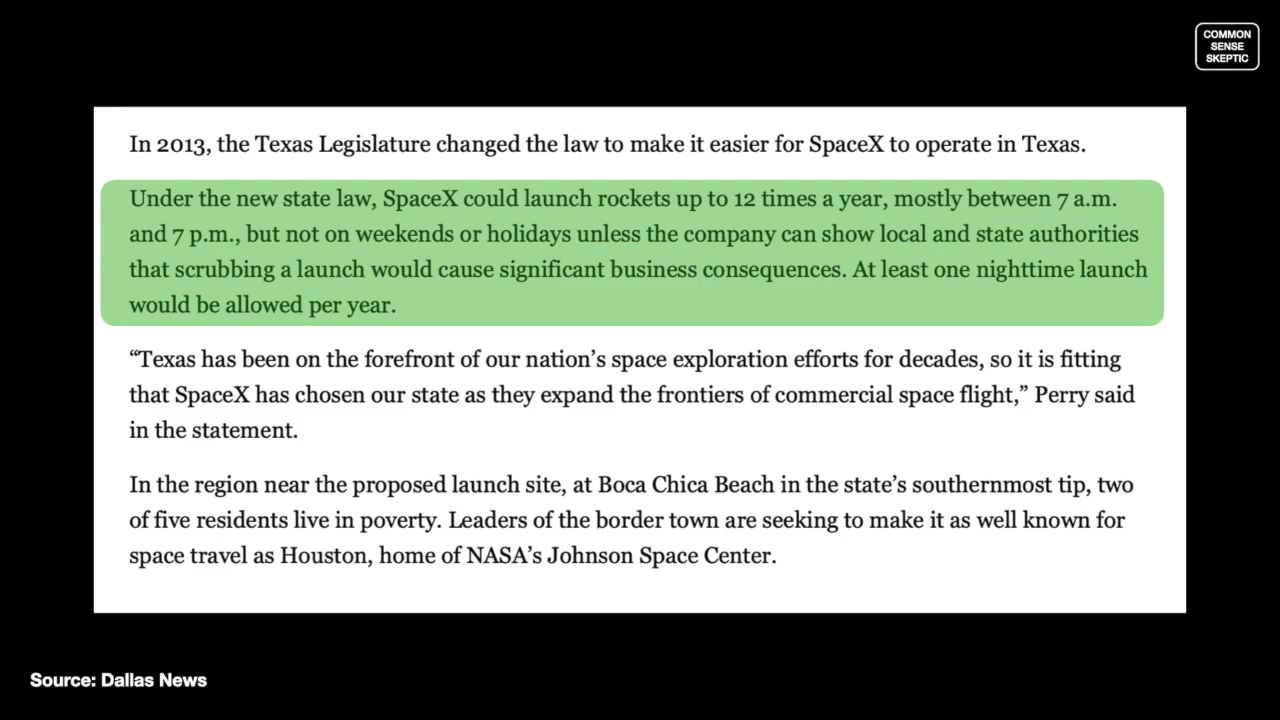 COMMON
SENSE
SKEPTIC
In 2013, the Texas Legislature changed the law to make it easier for SpaceX to operate in Texas.
Under the new state law, SpaceX could launch rockets up to 12 times a year, mostly between 7 a.m.
and 7 p.m., but not on weekends or holidays unless the company can show local and state authorities
that scrubbing a launch would cause significant business consequences. At least one nighttime launch
would be allowed per year.
“Texas has been on the forefront of our nation’s space exploration efforts for decades, so it is fitting
that SpaceX has chosen our state as they expand the frontiers of commercial space flight,” Perry said
in the statement.
In the region near the proposed launch site, at Boca Chica Beach in the state’s southernmost tip, two
of five residents live in poverty. Leaders of the border town are seeking to make it as well known for
space travel as Houston, home of NASA’s Johnson Space Center.
Source: Dallas News